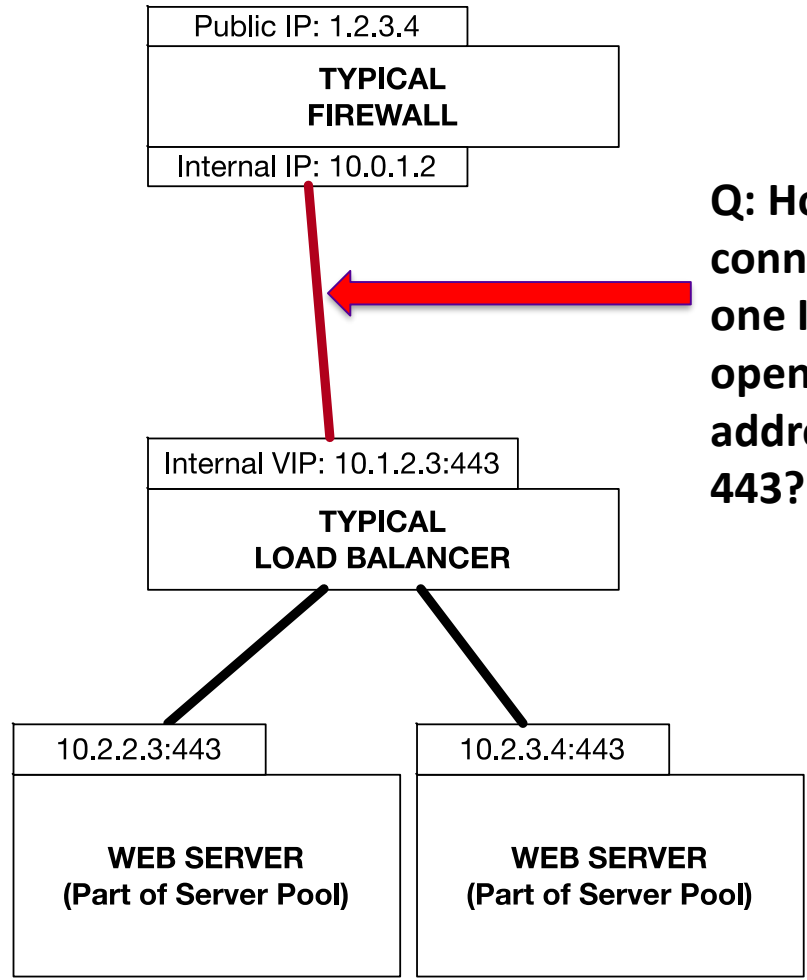 Public IP: 1.2.3.4
TYPICAL
FIREWALL
Internal IP: 10.0.1.2
Q:
conn
one
open
addre
443?
Internal VIP: 10.1.2.3:443
TYPICAL
LOAD BALANCER
10.2.2.3:443
10.2.3.4:443
WEB SERVER
(Part of Server Pool)
WEB SERVER
(Part of Server Pool)